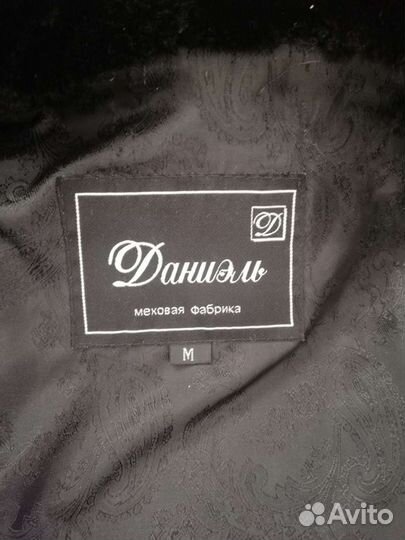 D
Даниэль
меховая фабрика
M
Avito